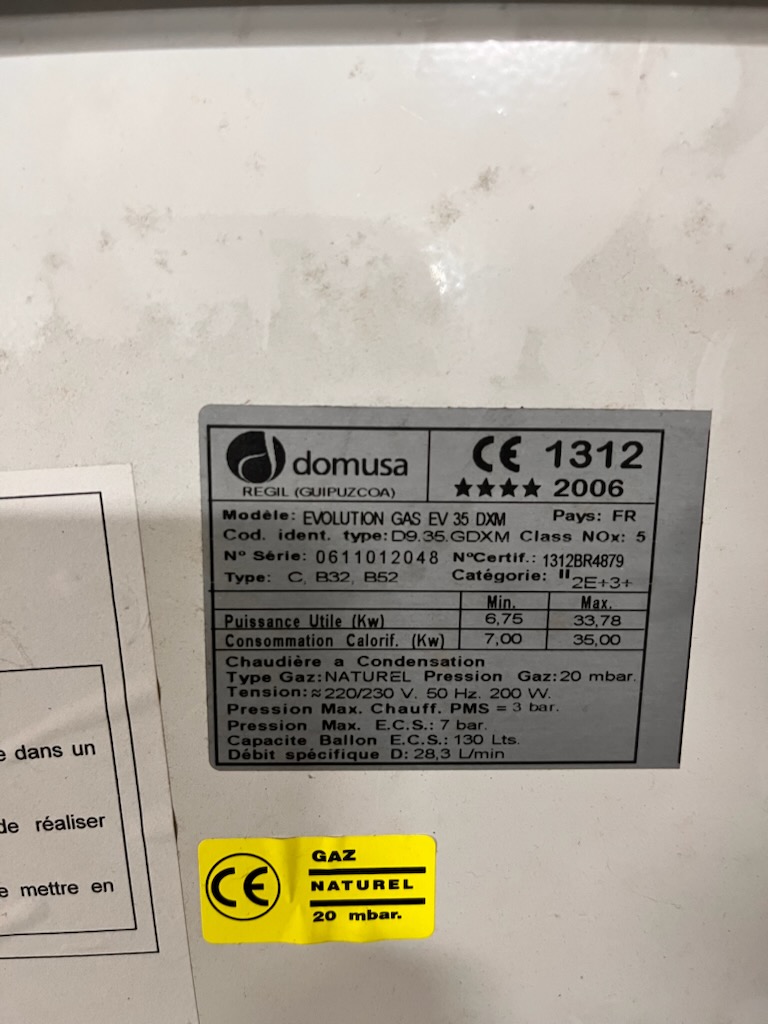 domusa
REGIL (GUIPUZCOA)
CE 1312
★★★★ 2006
Modèle: EVOLUTION GAS EV 35 DXM Pays: FR
Cod. ident. type: D9.35.GDXM Class NOx: 5
Nº Série: 0611012048 NºCertif.: 1312BR4879
Type: C, B32, B52 Catégorie: II2E+3+
Min. Max.
Puissance Utile (Kw) 6,75 33,78
Consommation Calorif. (Kw) 7,00 35,00
Chaudière a Condensation
Type Gaz: NATUREL Pression Gaz: 20 mbar.
Tension: ≈ 220/230 V. 50 Hz. 200 W.
Pression Max. Chauff. PMS = 3 bar.
Pression Max. E.C.S.: 7 bar.
Capacite Ballon E.C.S.: 130 Lts.
Débit spécifique D: 28,3 L/min
e dans un
de réaliser
e mettre en
CE
GAZ
NATUREL
20 mbar.